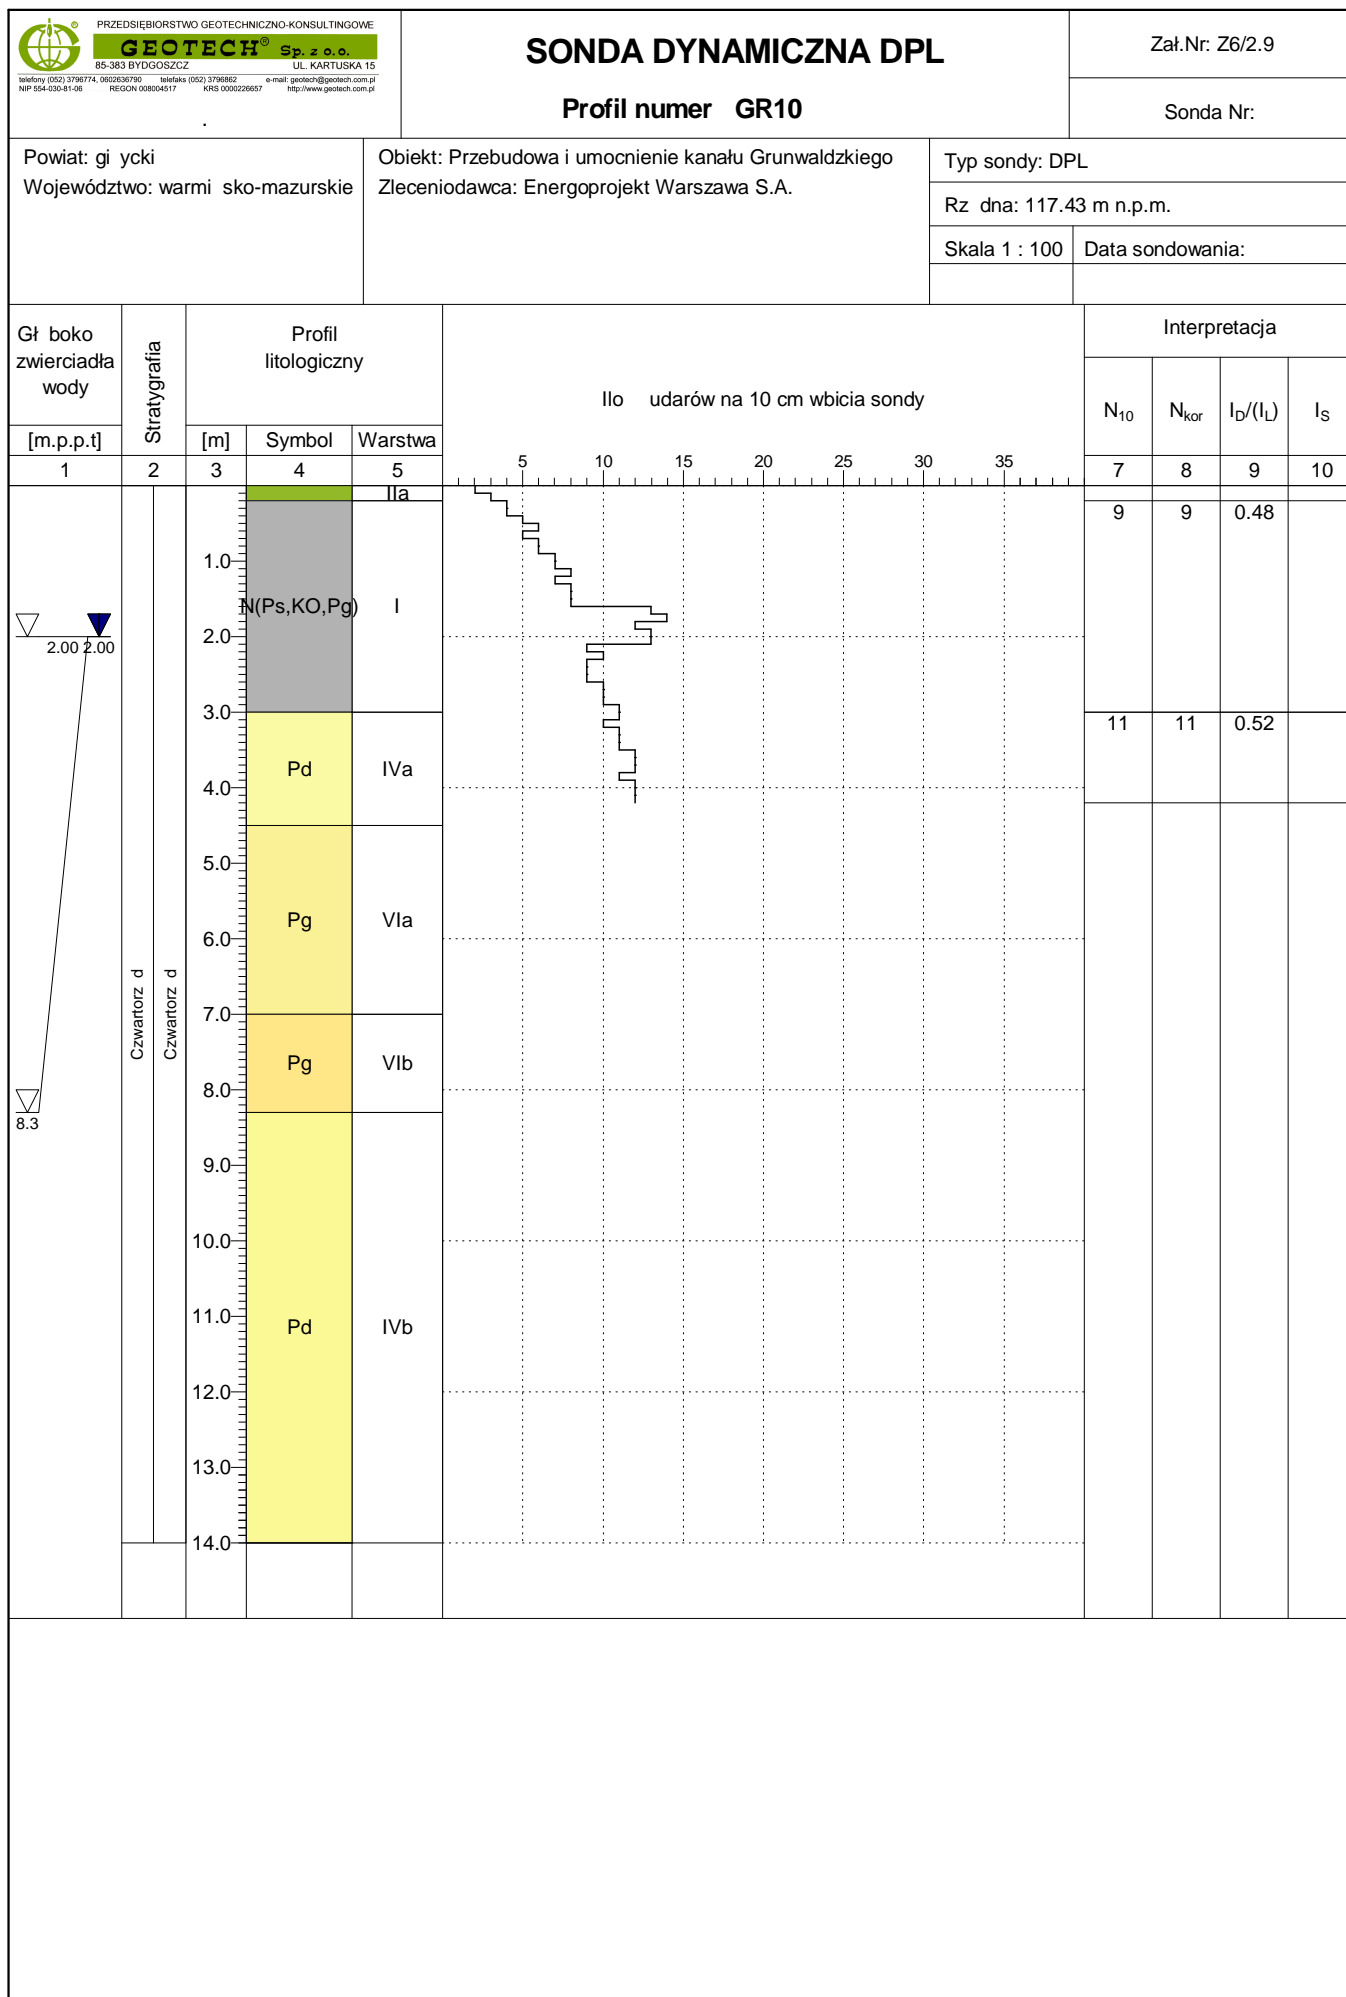 PRZEDSIĘBIORSTWO GEOTECHNICZNO-KONSULTINGOWE
GEOTECH® Sp. z o.o.
85-383 BYDGOSZCZ UL. KARTUSKA 15
telefony (052) 3796774, 0602636790 telefaks (052) 3796862 e-mail: geotech@geotech.com.pl
NIP 554-030-81-06 REGON 008004517 KRS 0000226657 http://www.geotech.com.pl
.
SONDA DYNAMICZNA DPL
Profil numer GR10
Zał.Nr: Z6/2.9
Sonda Nr:
Powiat: gi ycki
Województwo: warmi sko-mazurskie
Obiekt: Przebudowa i umocnienie kanału Grunwaldzkiego
Zleceniodawca: Energoprojekt Warszawa S.A.
Typ sondy: DPL
Rz dna: 117.43 m n.p.m.
Skala 1 : 100 Data sondowania:
Gł boko
zwierciadła
wody
[m.p.p.t]
Stratygrafia
Profil
litologiczny
[m] Symbol Warstwa
Ilo udarów na 10 cm wbicia sondy
Interpretacja
N10 Nkor ID/(IL) IS
1 2 3 4 5
5 10 15 20 25 30 35
7 8 9 10
IIa
9 9 0.48
1.0
N(Ps,KO,Pg) I
2.0
2.00 2.00
3.0
11 11 0.52
Pd IVa
4.0
5.0
Pg VIa
6.0
7.0
Czwartorz d
Czwartorz d
Pg VIb
8.0
8.3
9.0
10.0
11.0
Pd IVb
12.0
13.0
14.0